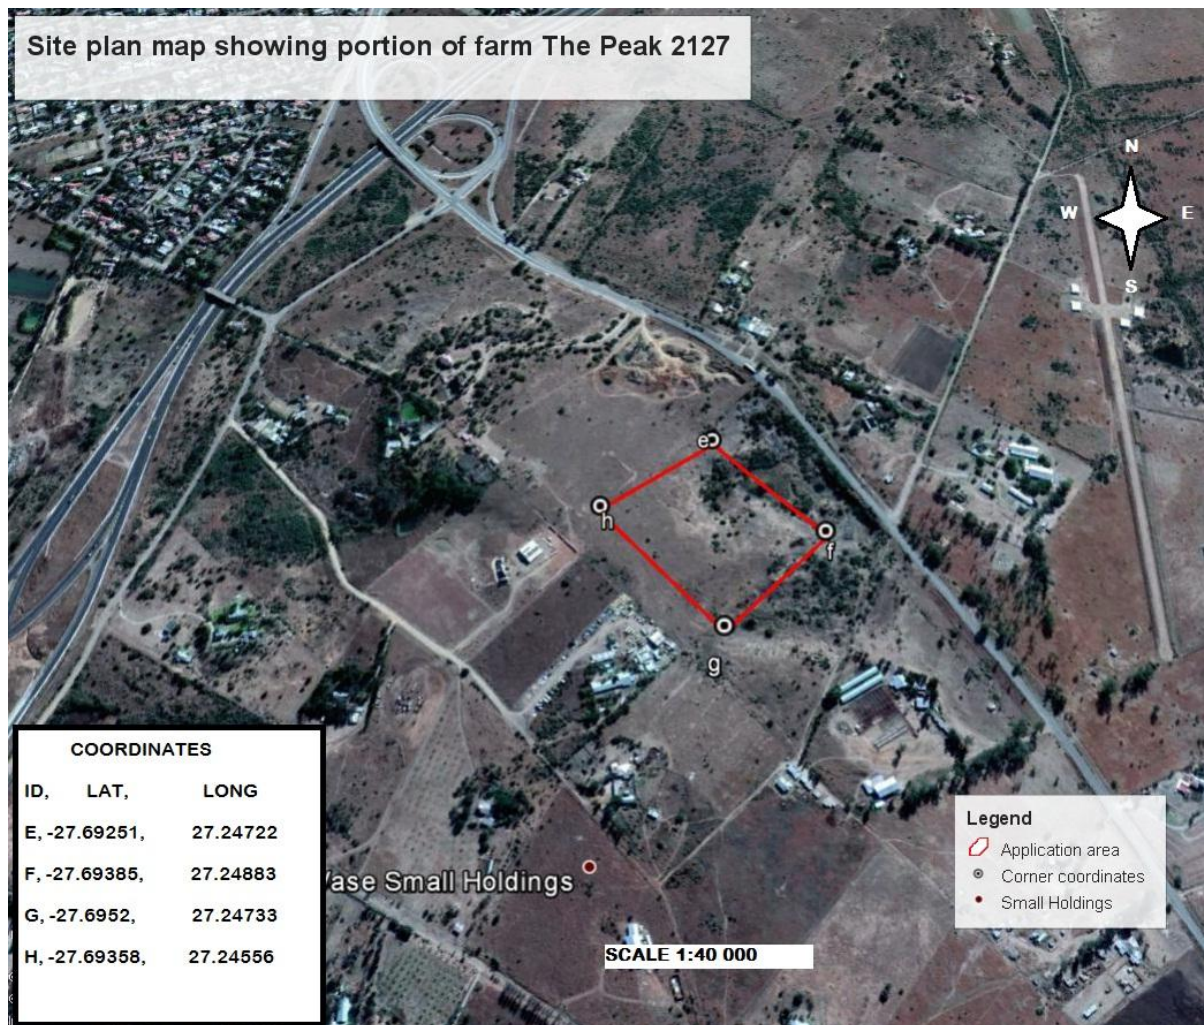 Site plan map showing portion of farm The Peak 2127
N
W E
S
e
h
f
g
COORDINATES
ID, LAT, LONG
E, -27.69251, 27.24722
F, -27.69385, 27.24883
G, -27.6952, 27.24733
H, -27.69358, 27.24556
Vase Small Holdings
Legend
Application area
Corner coordinates
Small Holdings
SCALE 1:40 000